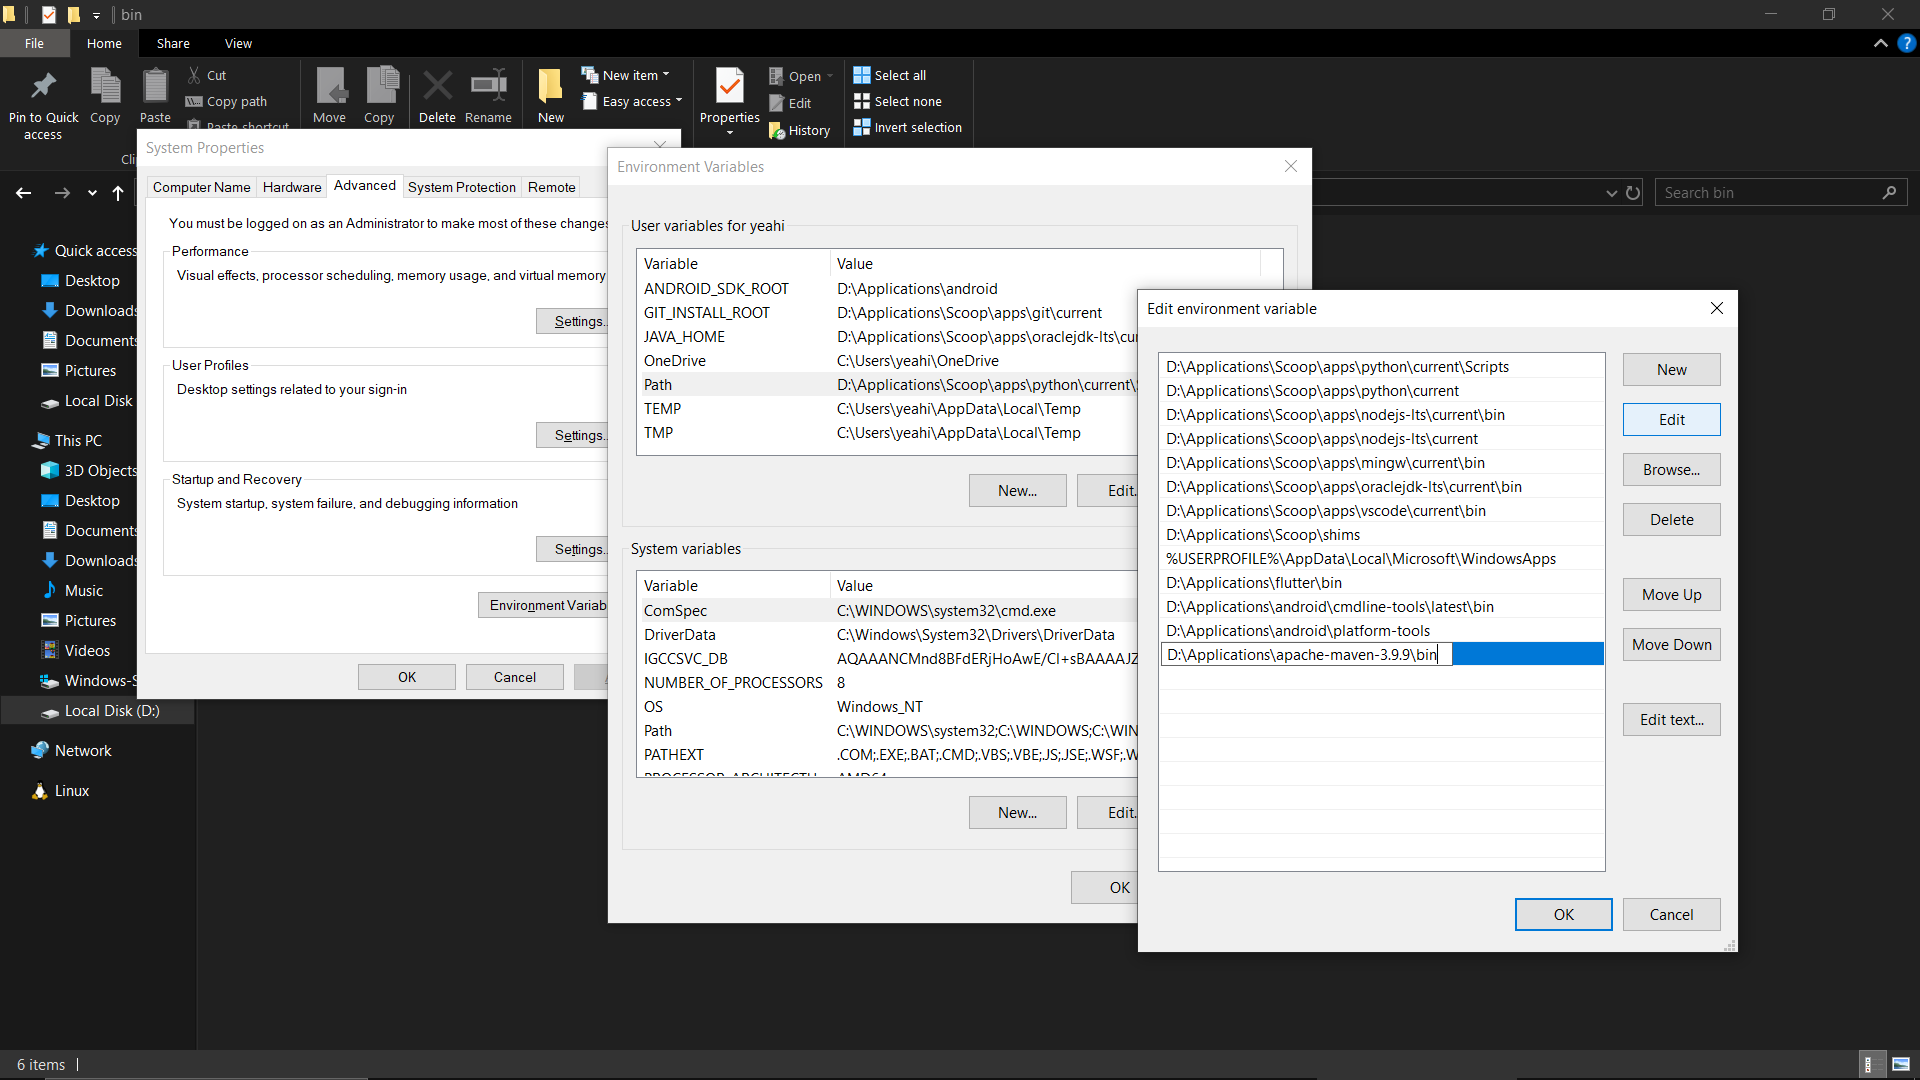 bin
File
Home
Share
View
Pin to Quick access
Copy
Paste
Cut
Copy path
Paste shortcut
Move
Copy
Delete
Rename
New
New item
Easy access
Properties
Open
Edit
History
Select all
Select none
Invert selection
Search bin
Quick access
Desktop
Downloads
Documents
Pictures
Local Disk
This PC
3D Objects
Desktop
Documents
Downloads
Music
Pictures
Videos
Windows-S
Local Disk (D:)
Network
Linux
6 items
System Properties
Computer Name
Hardware
Advanced
System Protection
Remote
You must be logged on as an Administrator to make most of these changes
Performance
Visual effects, processor scheduling, memory usage, and virtual memory
Settings..
User Profiles
Desktop settings related to your sign-in
Settings..
Startup and Recovery
System startup, system failure, and debugging information
Settings..
Environment Variab
OK
Cancel
Environment Variables
User variables for yeahi
Variable Value
ANDROID_SDK_ROOT D:\Applications\android
GIT_INSTALL_ROOT D:\Applications\Scoop\apps\git\current
JAVA_HOME D:\Applications\Scoop\apps\oraclejdk-lts\cu
OneDrive C:\Users\yeahi\OneDrive
Path D:\Applications\Scoop\apps\python\current\
TEMP C:\Users\yeahi\AppData\Local\Temp
TMP C:\Users\yeahi\AppData\Local\Temp
New...
Edit.
System variables
Variable Value
ComSpec C:\WINDOWS\system32\cmd.exe
DriverData C:\Windows\System32\Drivers\DriverData
IGCCSVC_DB AQAAANCMnd8BFdERjHoAwE/Cl+sBAAAAJZ
NUMBER_OF_PROCESSORS 8
OS Windows_NT
Path C:\WINDOWS\system32;C:\WINDOWS;C:\WIN
PATHEXT .COM;.EXE;.BAT;.CMD;.VBS;.VBE;.JS;.JSE;.WSF;.W
New...
Edit.
OK
Edit environment variable
D:\Applications\Scoop\apps\python\current\Scripts
D:\Applications\Scoop\apps\python\current
D:\Applications\Scoop\apps\nodejs-lts\current\bin
D:\Applications\Scoop\apps\nodejs-lts\current
D:\Applications\Scoop\apps\mingw\current\bin
D:\Applications\Scoop\apps\oraclejdk-lts\current\bin
D:\Applications\Scoop\apps\vscode\current\bin
D:\Applications\Scoop\shims
%USERPROFILE%\AppData\Local\Microsoft\WindowsApps
D:\Applications\flutter\bin
D:\Applications\android\cmdline-tools\latest\bin
D:\Applications\android\platform-tools
D:\Applications\apache-maven-3.9.9\bin
New
Edit
Browse...
Delete
Move Up
Move Down
Edit text...
OK
Cancel